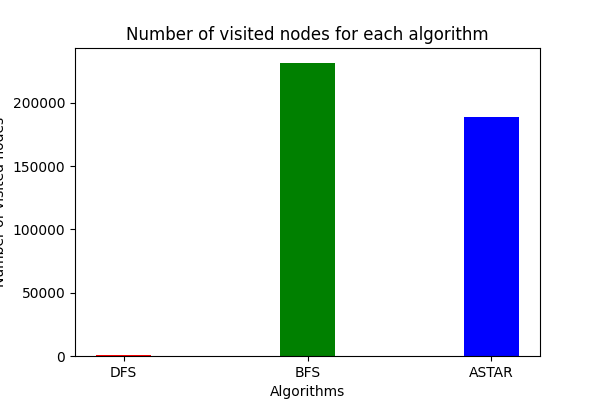 Number of visited nodes for each algorithm
Number of visited nodes
200000
150000
100000
50000
0
DFS
BFS
ASTAR
Algorithms